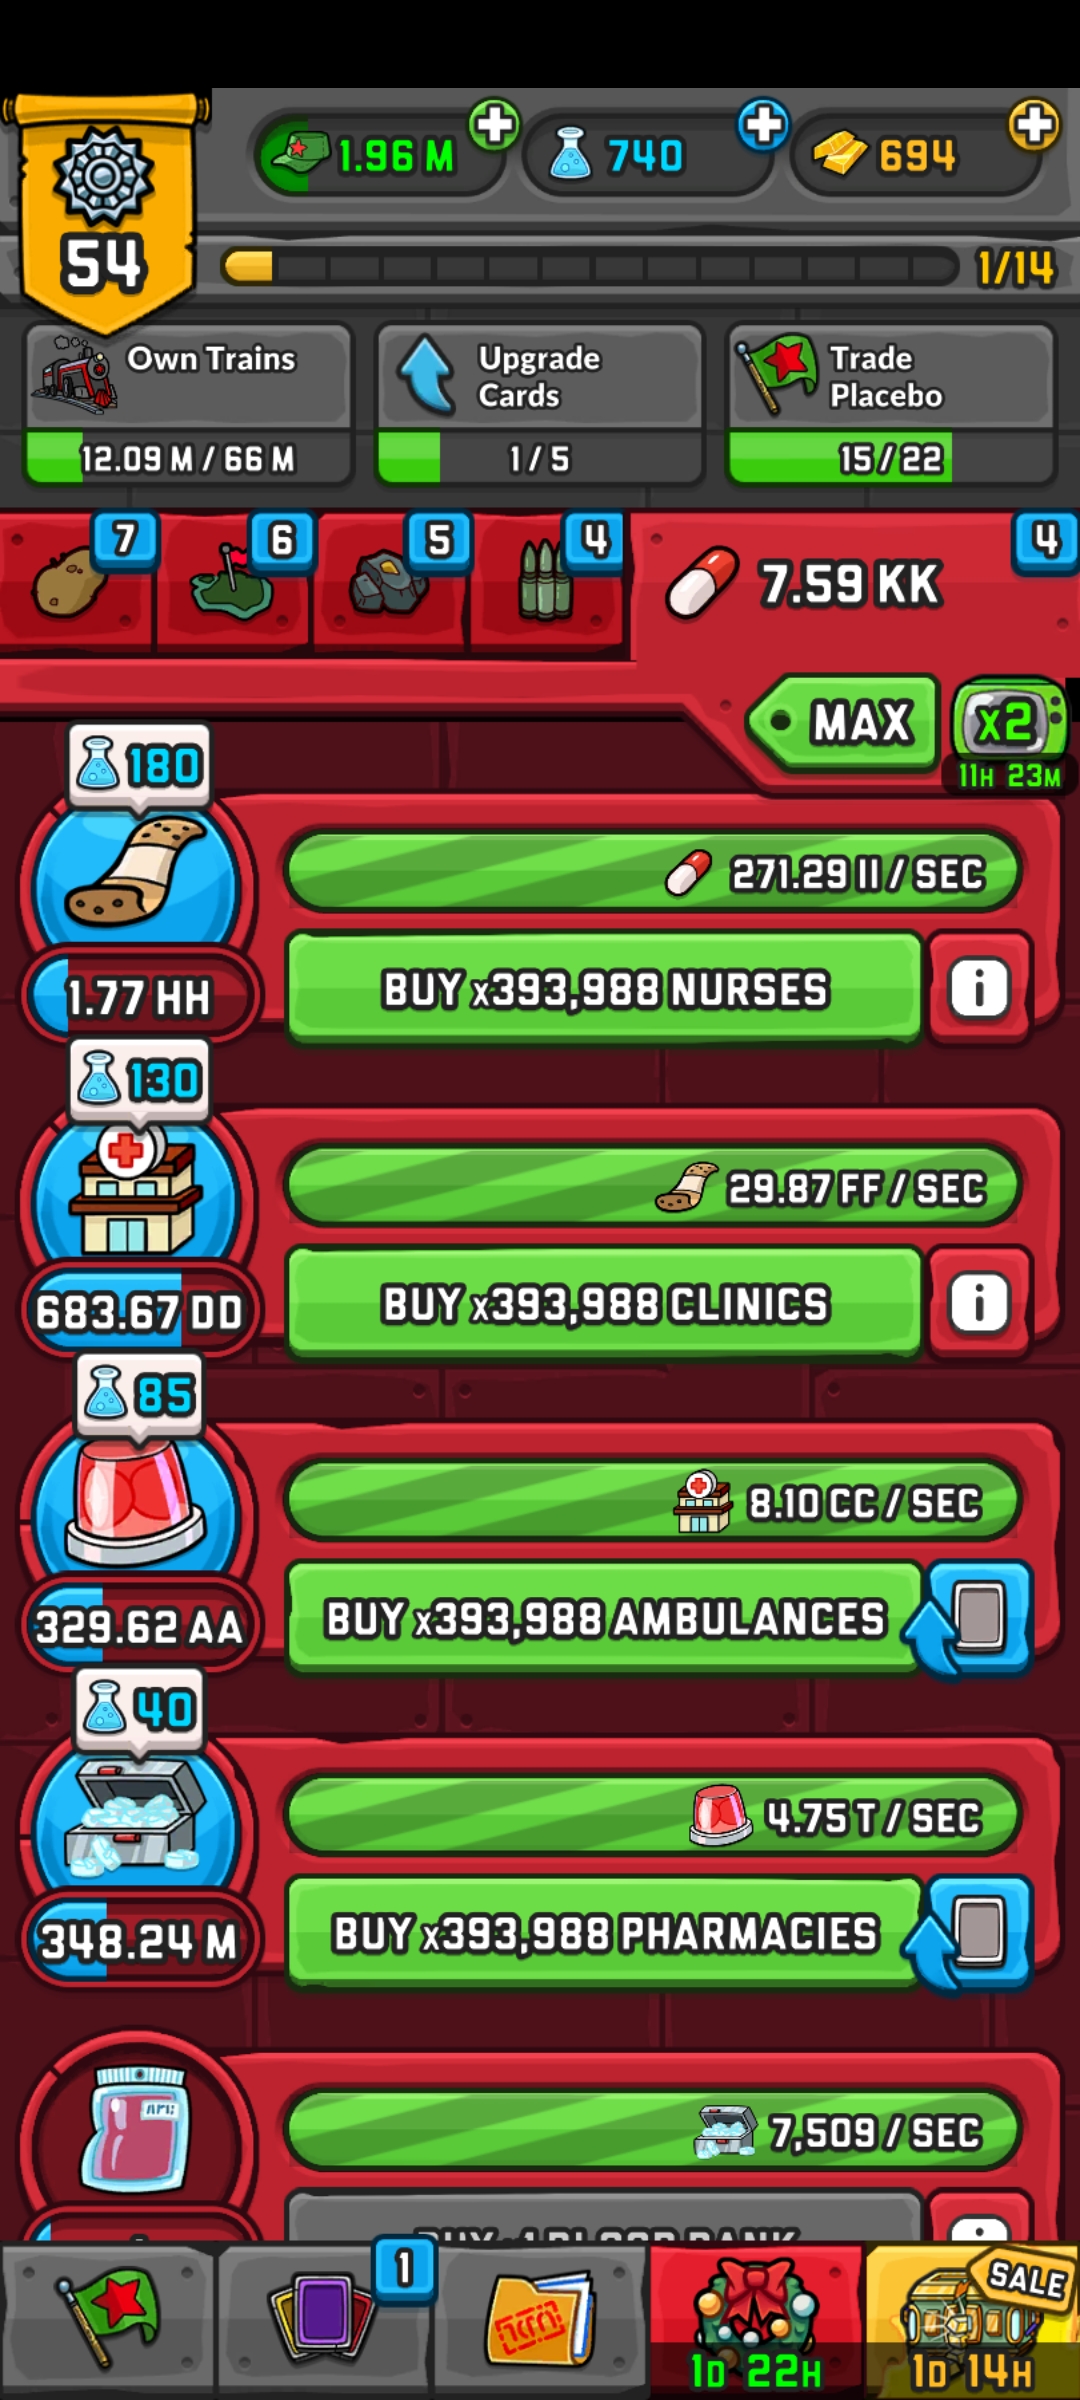 1.96 M
740
694
54
1/14
Own Trains
12.09 M / 66 M
Upgrade
Cards
1 / 5
Trade
Placebo
15 / 22
7
6
5
4
7.59 KK
4
MAX
x2
11H 23M
180
271.29 II / SEC
1.77 HH
BUY x393,988 NURSES
i
130
29.87 FF / SEC
683.67 DD
BUY x393,988 CLINICS
i
85
8.10 CC / SEC
329.62 AA
BUY x393,988 AMBULANCES
40
4.75 T / SEC
348.24 M
BUY x393,988 PHARMACIES
7,509 / SEC
BUY x1 BLOOD BANK
i
1
SALE
1D 22H
1D 14H